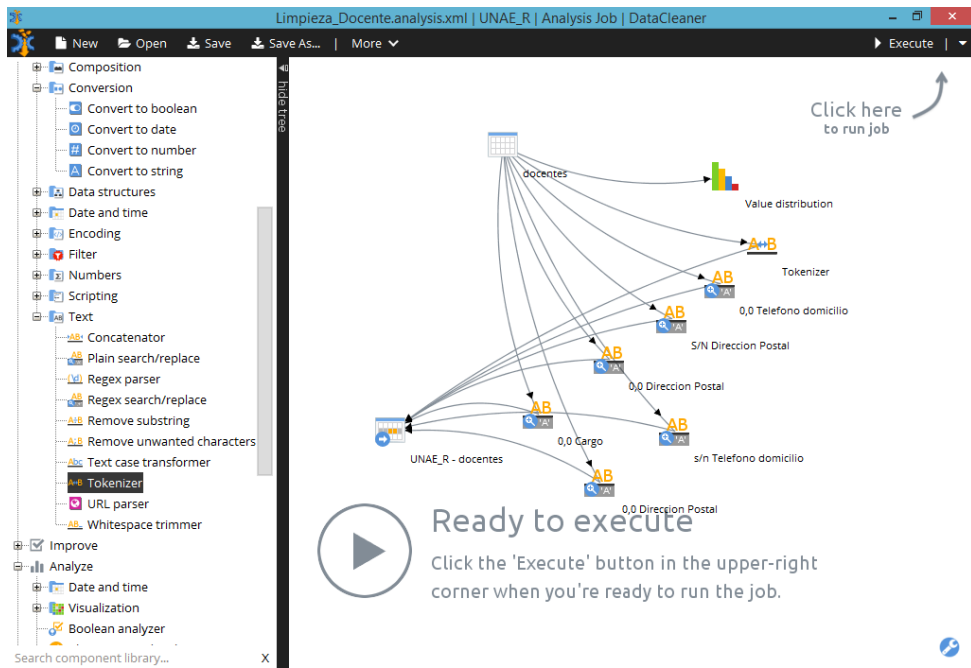 Limpieza_Docente.analysis.xml | UNAE_R | Analysis Job | DataCleaner
New Open Save Save As... | More Execute |
Composition
Conversion
Convert to boolean
Convert to date
Convert to number
Convert to string
Data structures
Date and time
Encoding
Filter
Numbers
Scripting
Text
Concatenator
Plain search/replace
Regex parser
Regex search/replace
Remove substring
Remove unwanted characters
Text case transformer
Tokenizer
URL parser
Whitespace trimmer
Improve
Analyze
Date and time
Visualization
Boolean analyzer
Search component library... X
hide tree
Click here
to run job
docentes
Value distribution
Tokenizer
0,0 Telefono domicilio
S/N Direccion Postal
0,0 Direccion Postal
0,0 Cargo
s/n Telefono domicilio
UNAE_R - docentes
0,0 Direccion Postal
Ready to execute
Click the 'Execute' button in the upper-right
corner when you're ready to run the job.